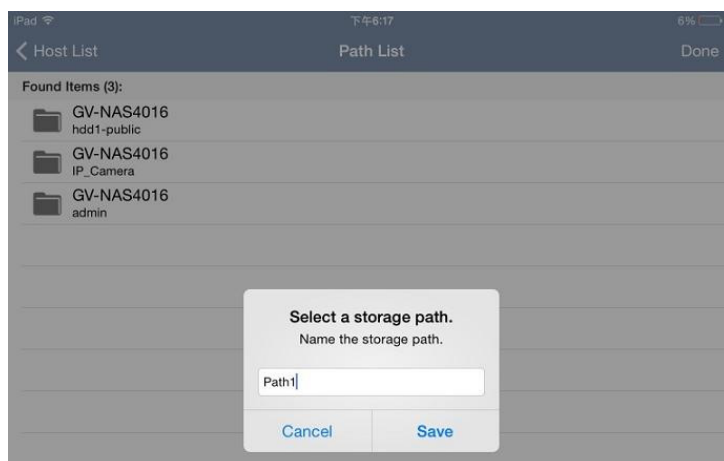 iPad 下午6:17 6%
Host List Path List Done
Found Items (3):
GV-NAS4016
hdd1-public
GV-NAS4016
IP_Camera
GV-NAS4016
admin
Select a storage path.
Name the storage path.
Path1
Cancel Save